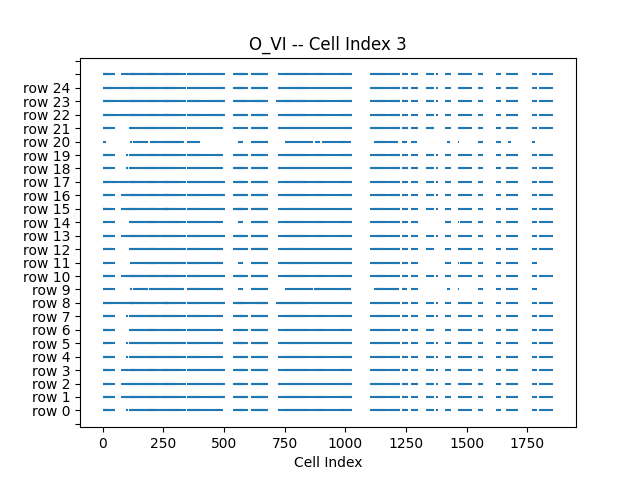 O_VI -- Cell Index 3
row 24
row 23
row 22
row 21
row 20
row 19
row 18
row 17
row 16
row 15
row 14
row 13
row 12
row 11
row 10
row 9
row 8
row 7
row 6
row 5
row 4
row 3
row 2
row 1
row 0
0 250 500 750 1000 1250 1500 1750
Cell Index